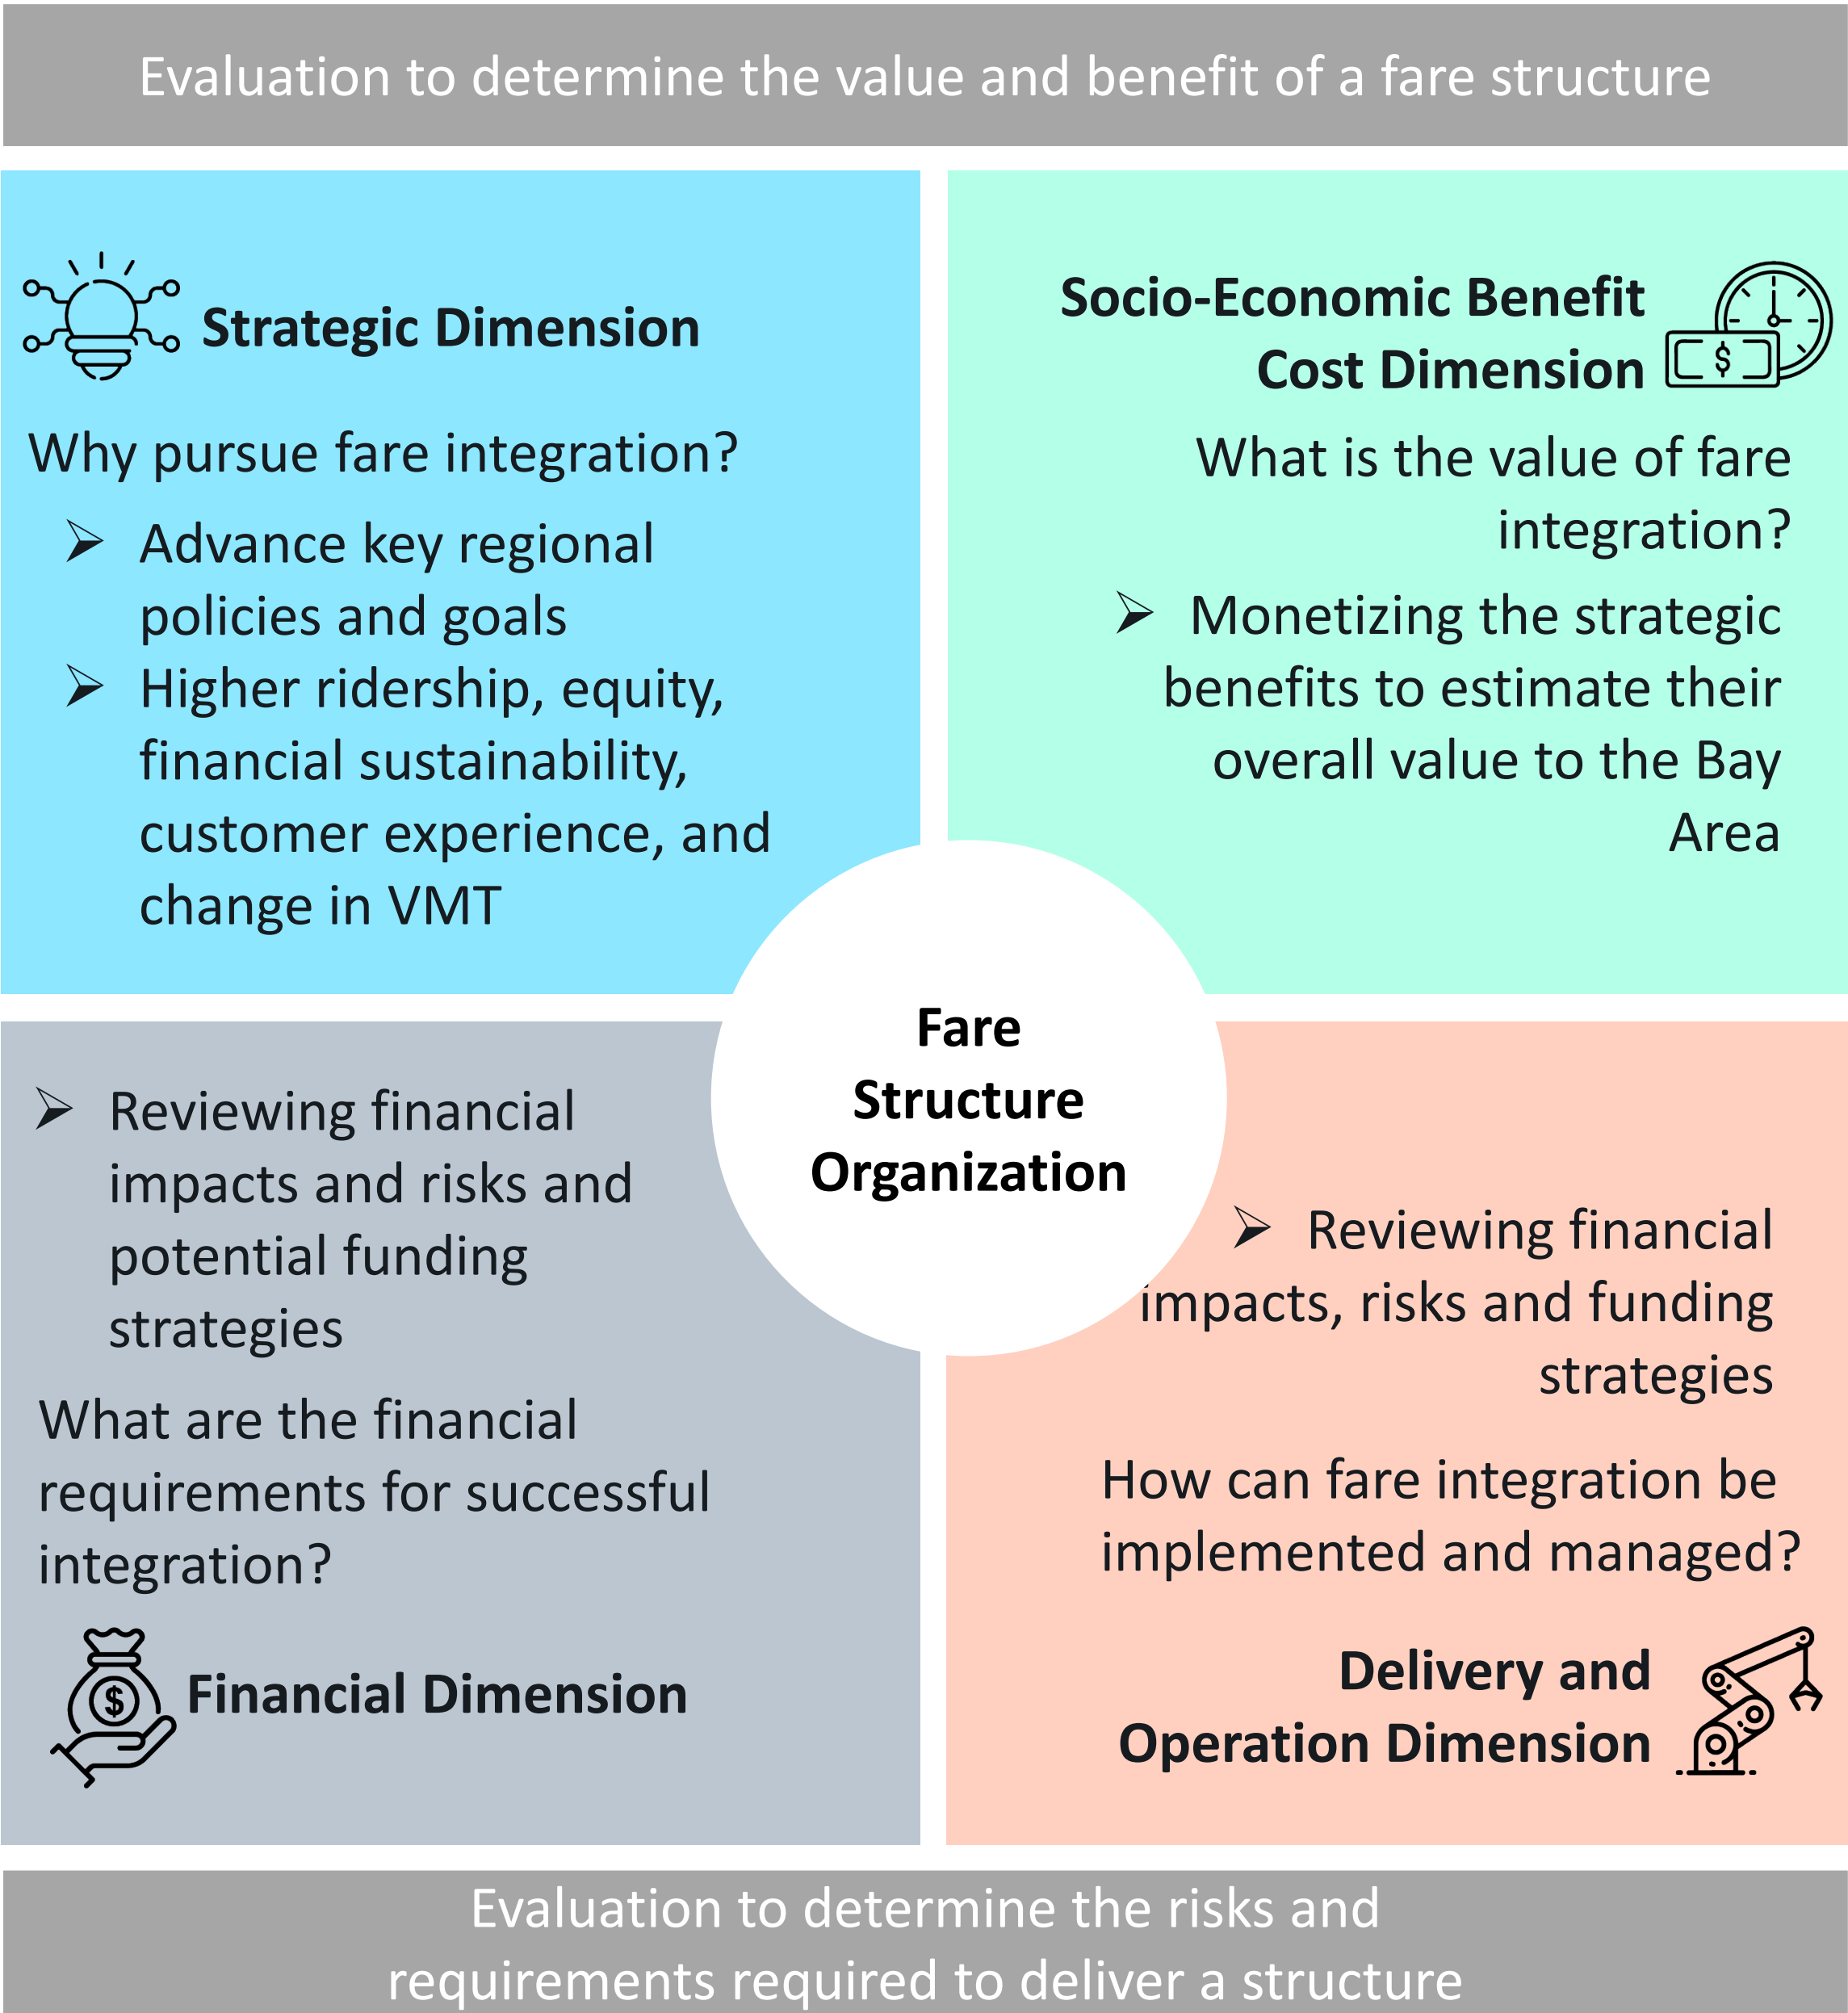 Evaluation to determine the value and benefit of a fare structure
Strategic Dimension
Why pursue fare integration?
Advance key regional
policies and goals
Higher ridership, equity,
financial sustainability,
customer experience, and
change in VMT
Socio-Economic Benefit
Cost Dimension
What is the value of fare
integration?
Monetizing the strategic
benefits to estimate their
overall value to the Bay
Area
Fare
Structure
Organization
Reviewing financial
impacts and risks and
potential funding
strategies
What are the financial
requirements for successful
integration?
Financial Dimension
Reviewing financial
impacts, risks and funding
strategies
How can fare integration be
implemented and managed?
Delivery and
Operation Dimension
Evaluation to determine the risks and
requirements required to deliver a structure